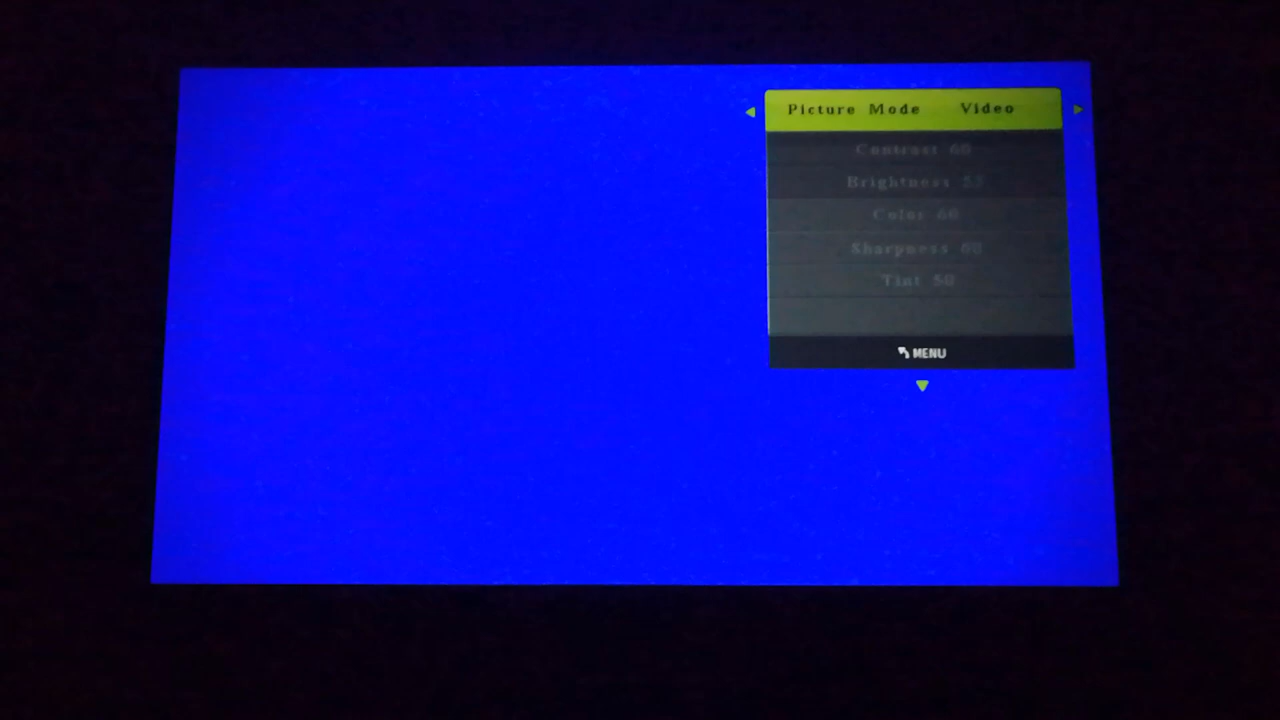 Picture Mode Video
Contrast 60
Brightness
Color 60
Sharpness 60
Tint 50
MENU